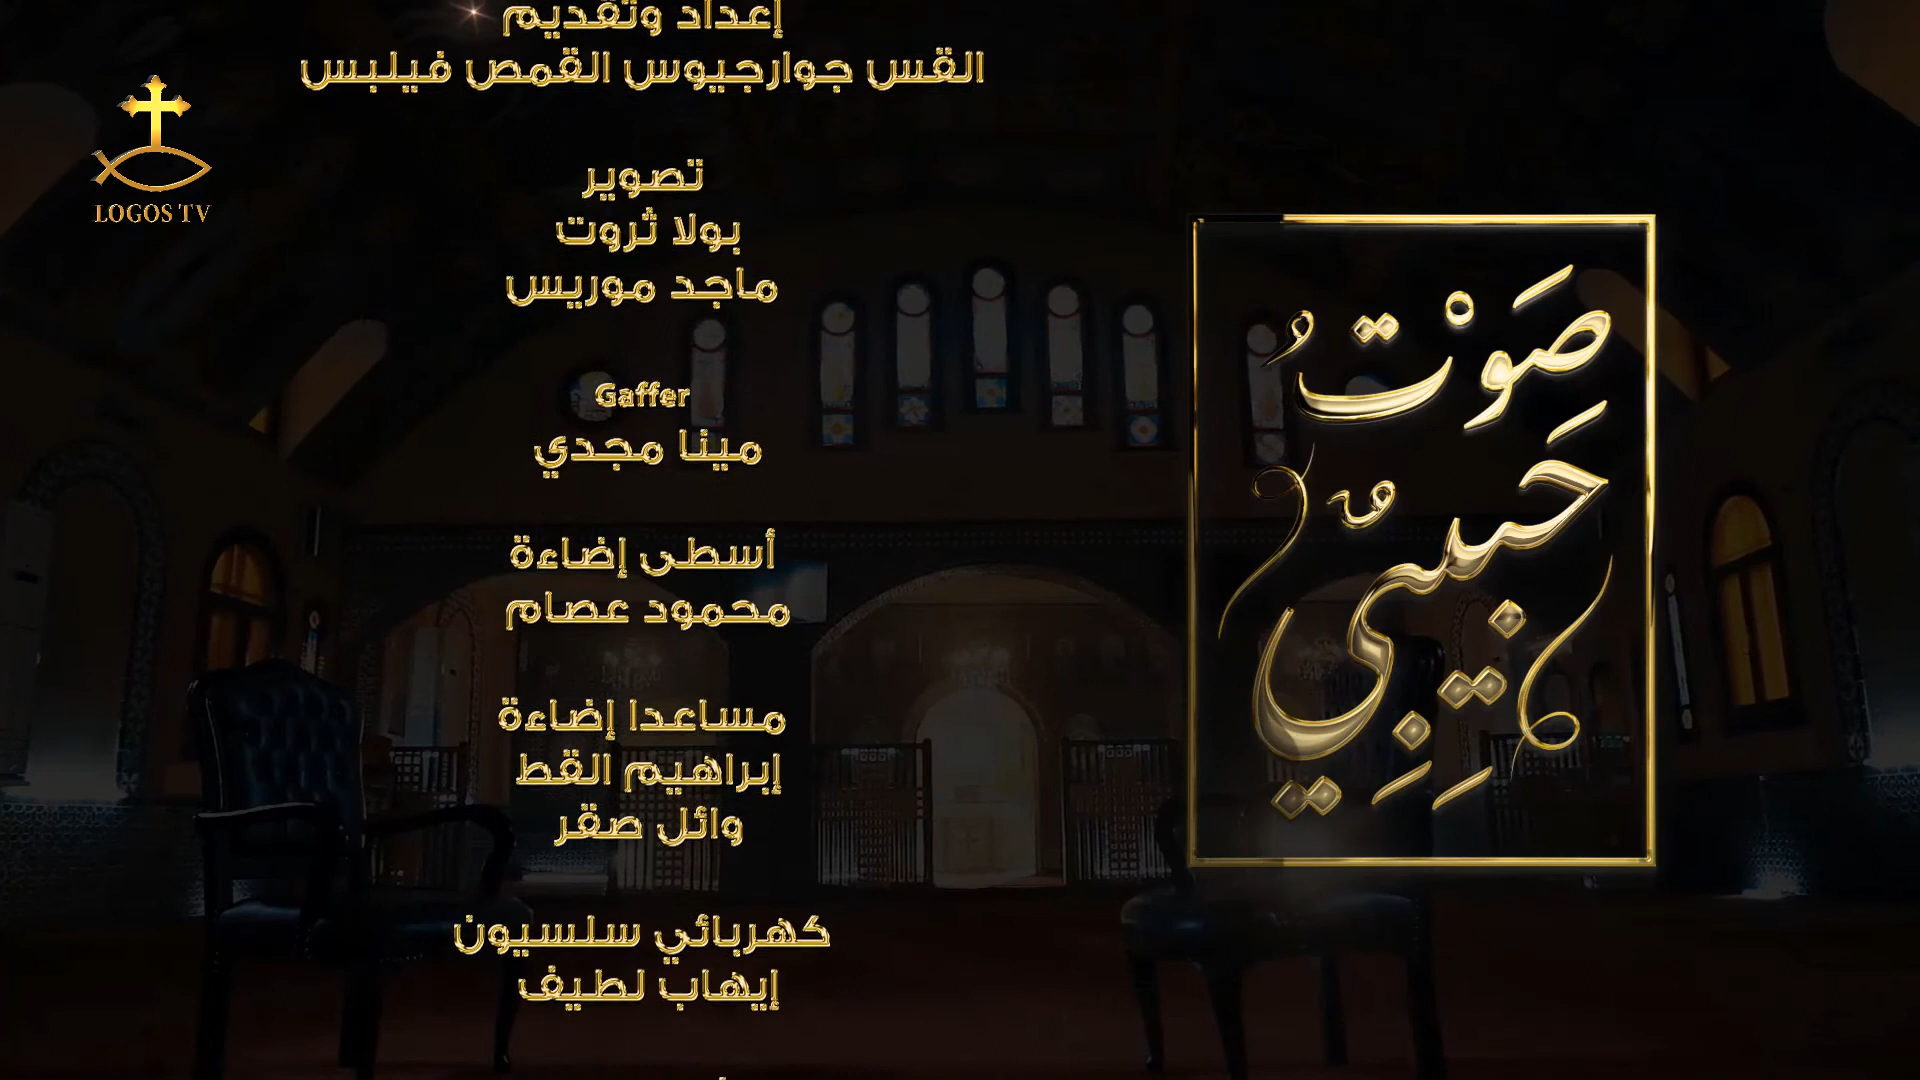 إعداد وتقديم
القس جوارجيوس القمص فيلبس
تصوير
بولا ثروت
ماجد موريس
Gaffer
مينا مجدي
أسطى إضاءة
محمود عصام
مساعدا إضاءة
إبراهيم القط
وائل صقر
كهربائي سلسيون
إيهاب لطيف
LOGOS TV
صَوْتُ
حَبِيبِي